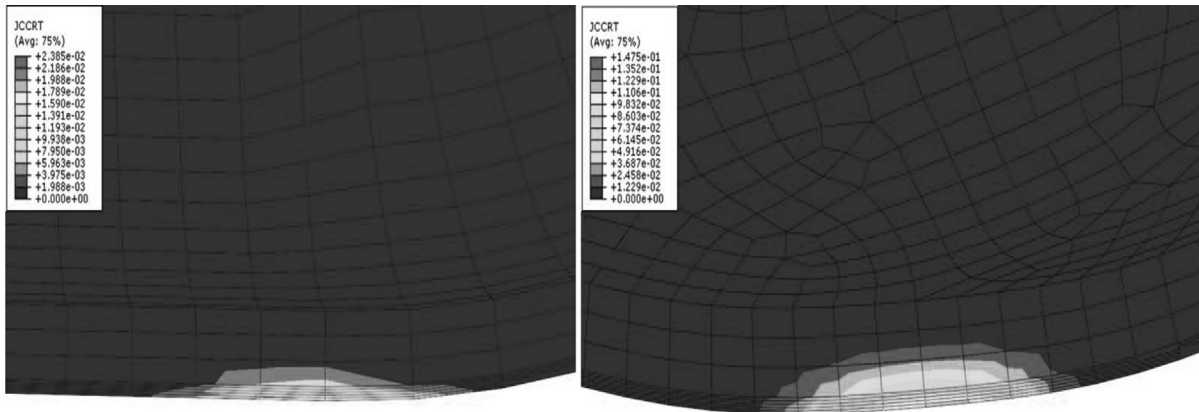 JCCRT
(Avg: 75%)
+2.385e-02
+2.186e-02
+1.988e-02
+1.789e-02
+1.590e-02
+1.391e-02
+1.193e-02
+9.938e-03
+7.950e-03
+5.963e-03
+3.975e-03
+1.988e-03
+0.000e+00
JCCRT
(Avg: 75%)
+1.475e-01
+1.352e-01
+1.229e-01
+1.106e-01
+9.832e-02
+8.603e-02
+7.374e-02
+6.145e-02
+4.916e-02
+3.687e-02
+2.458e-02
+1.229e-02
+0.000e+00